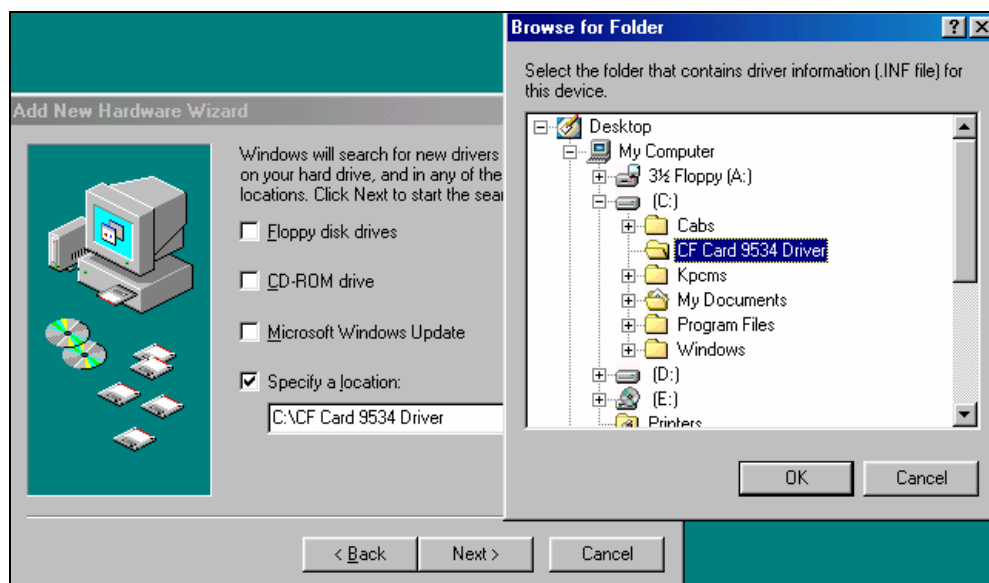 Add New Hardware Wizard
Windows will search for new drivers
on your hard drive, and in any of the
locations. Click Next to start the sear
Floppy disk drives
CD-ROM drive
Microsoft Windows Update
Specify a location:
C:\CF Card 9534 Driver
< Back
Next >
Cancel
Browse for Folder
Select the folder that contains driver information (.INF file) for
this device.
Desktop
My Computer
3½ Floppy (A:)
(C:)
Cabs
CF Card 9534 Driver
Kpcms
My Documents
Program Files
Windows
(D:)
(E:)
Printers
OK
Cancel